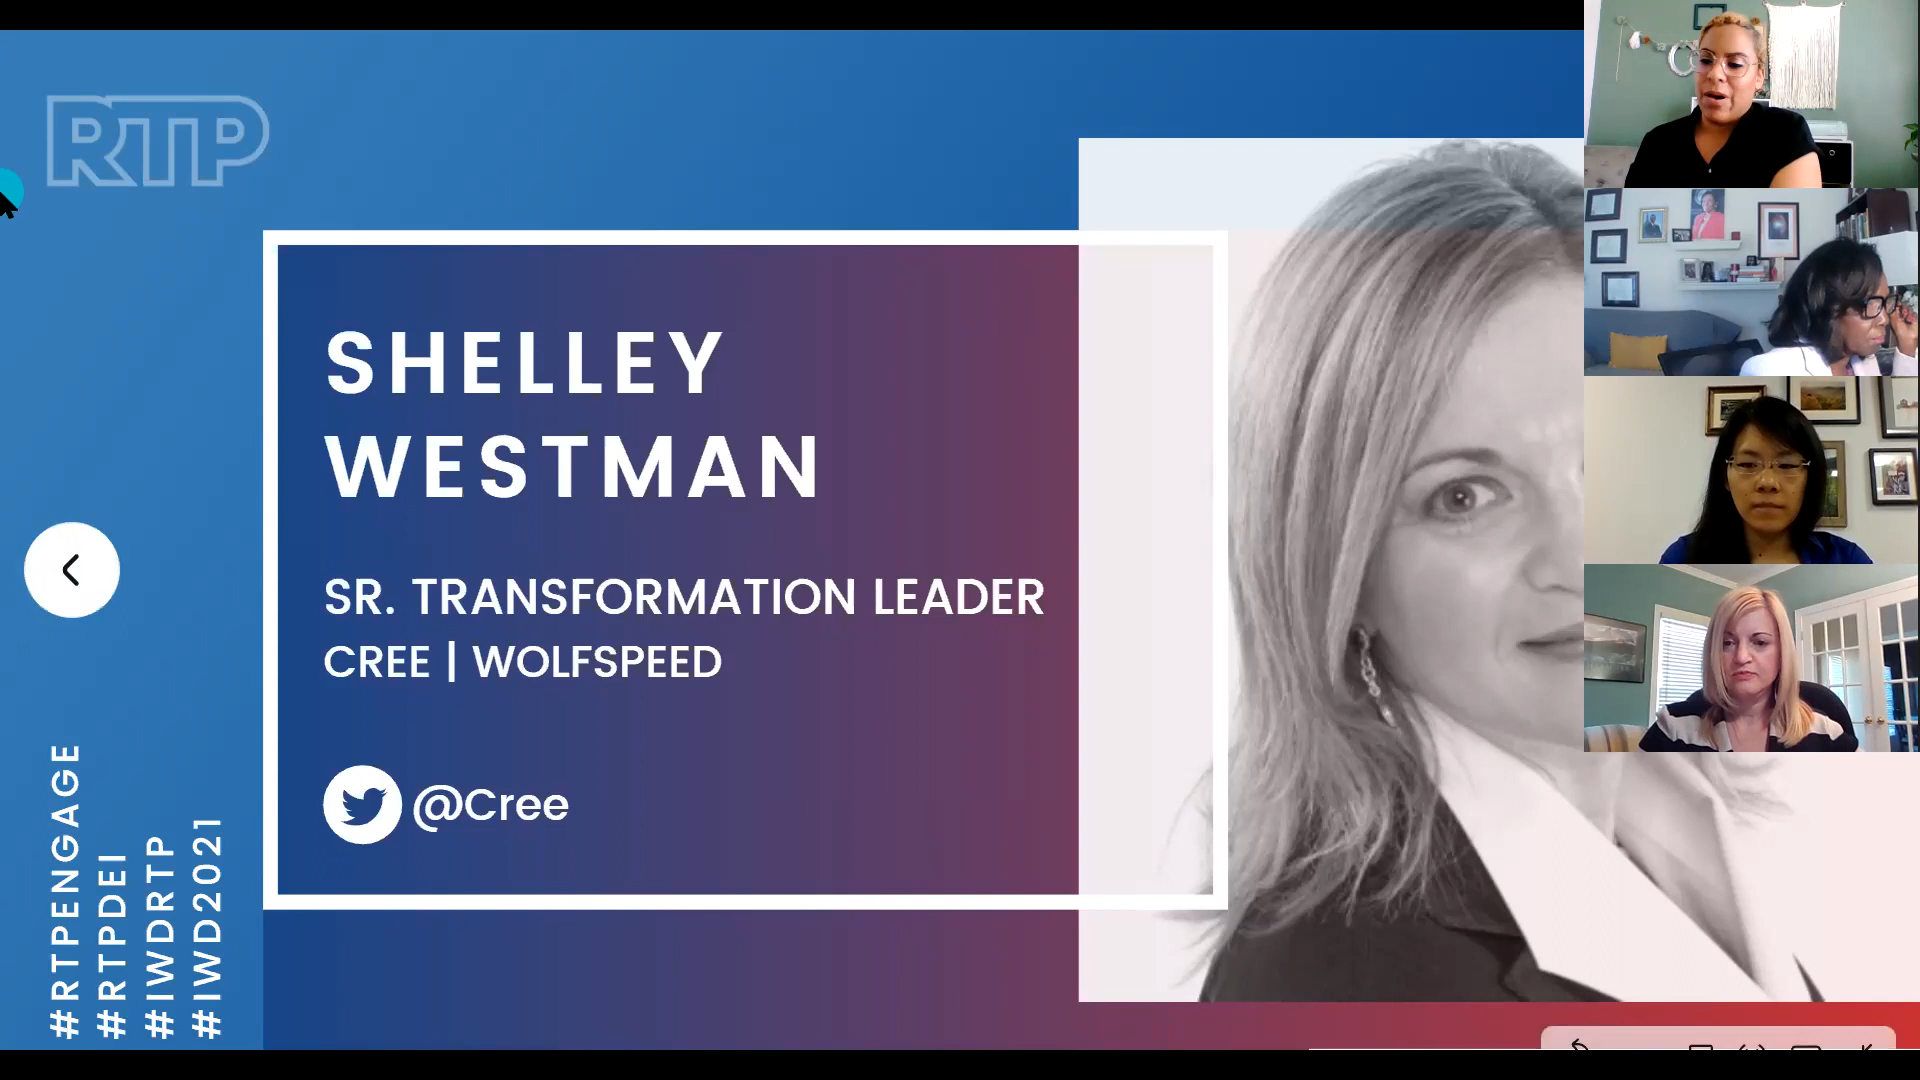 RTP
SHELLEY
WESTMAN
SR. TRANSFORMATION LEADER
CREE | WOLFSPEED
@Cree
#RTPENGAGE
#RTPDEI
#IWDRTP
#IWD2021